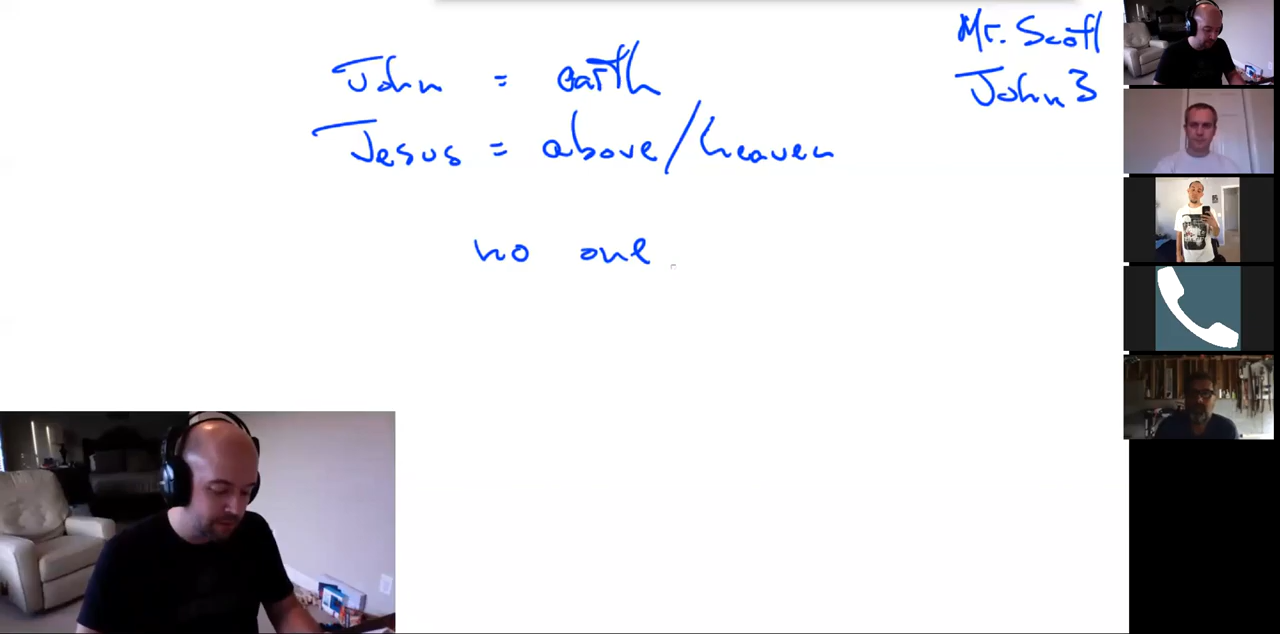 Mr. Scott
John 3
John = earth
Jesus = above/heaven
no one